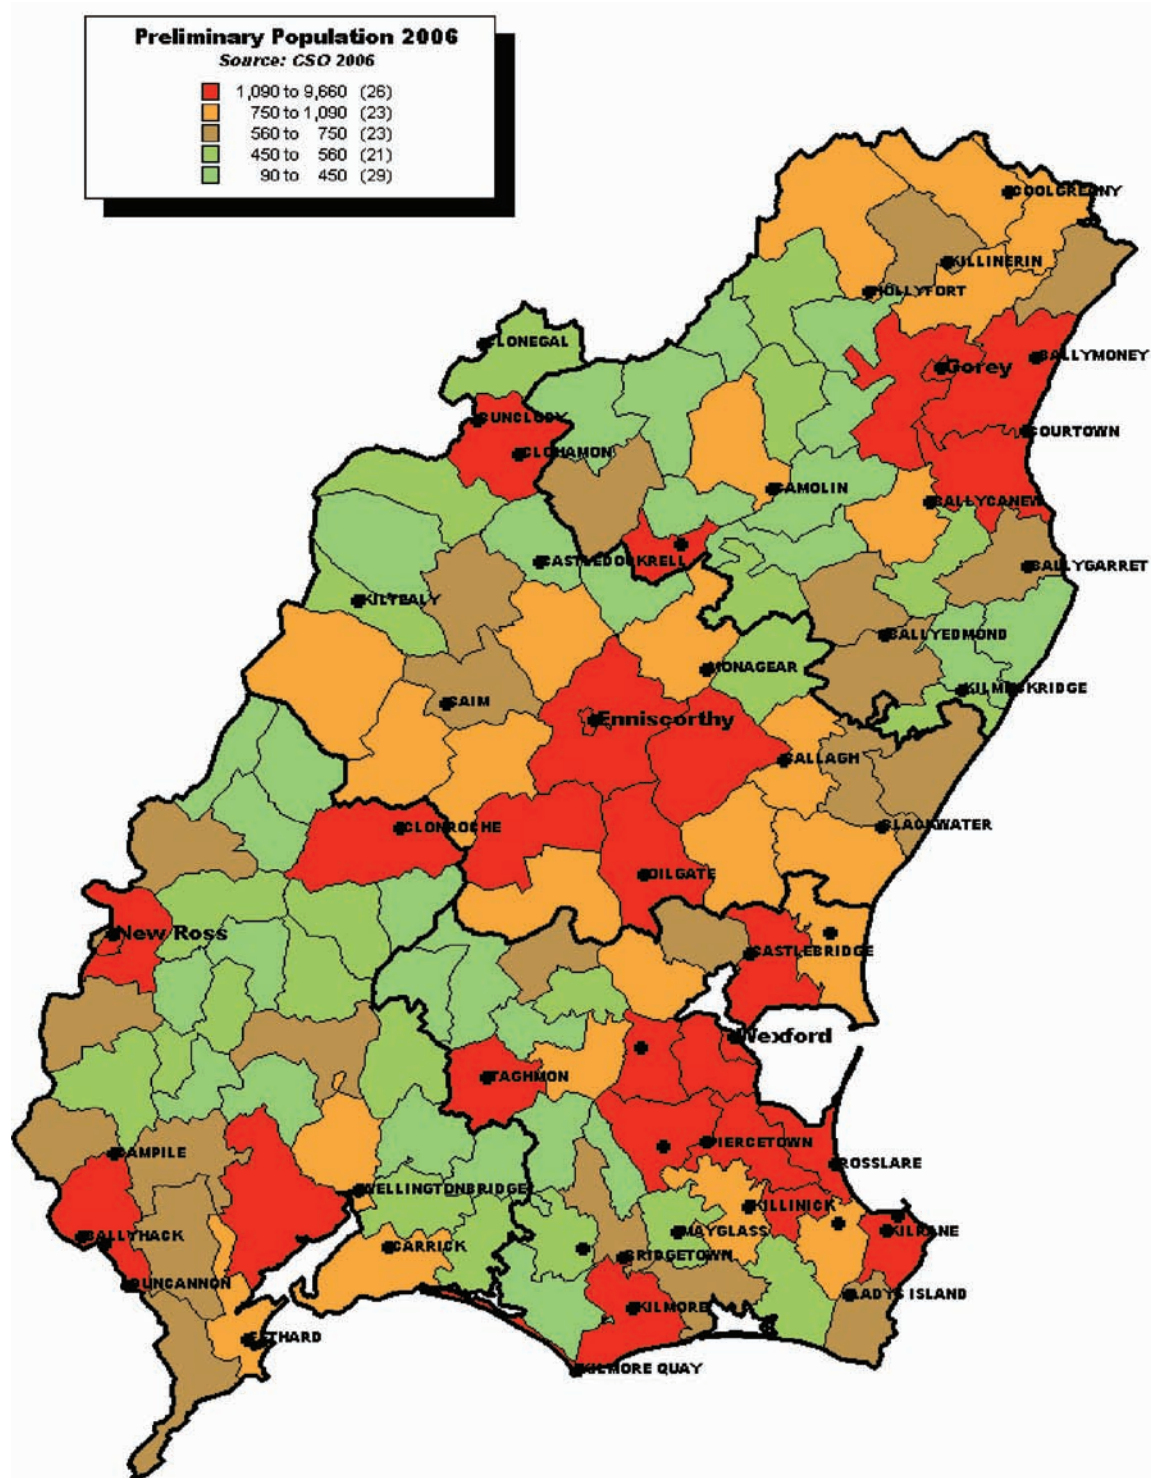 Preliminary Population 2006
Source: CSO 2006
1,090 to 9,660 (26)
750 to 1,090 (23)
560 to 750 (23)
450 to 560 (21)
90 to 450 (29)
KILLINERIN
HOLLYFORT
CLONEGAL
BALLYMONEY
Gorey
BUNCLODY
COURTOWN
CLOHAMON
CAMOLIN
BALLYCANEW
CASTLEDOCKRELL
BALLYGARRET
KILTEALY
BALLYEDMOND
MONAGEAR
KILMUCKRIDGE
CAIM
Enniscorthy
BALLAGH
CLONROCHE
BLACKWATER
OILGATE
New Ross
CASTLEBRIDGE
Wexford
TAGHMON
PIERCETOWN
CAMPILE
ROSSLARE
WELLINGTONBRIDGE
KILLINICK
BALLYHACK
MAYGLASS
KILRANE
CARRICK
BRIDGETOWN
DUNCANNON
LADYS ISLAND
KILMORE
FETHARD
KILMORE QUAY